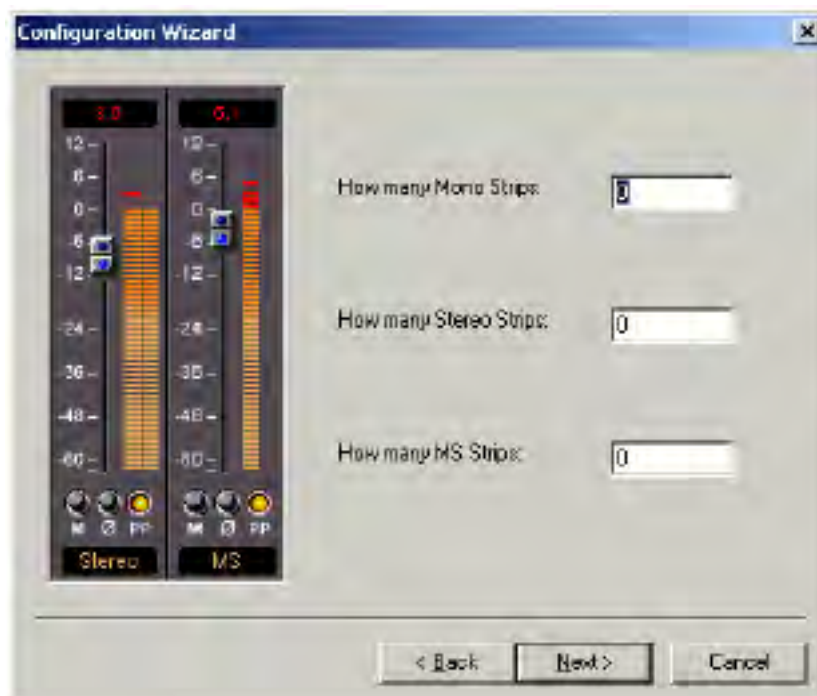 Configuration Wizard
12
6
0
-6
-12
-24
-36
-48
-60
M Ø PP
Stereo
12
6
0
-6
-12
-24
-36
-48
-60
M Ø PP
MS
How many Mono Strips:
0
How many Stereo Strips:
0
How many MS Strips:
0
< Back
Next >
Cancel